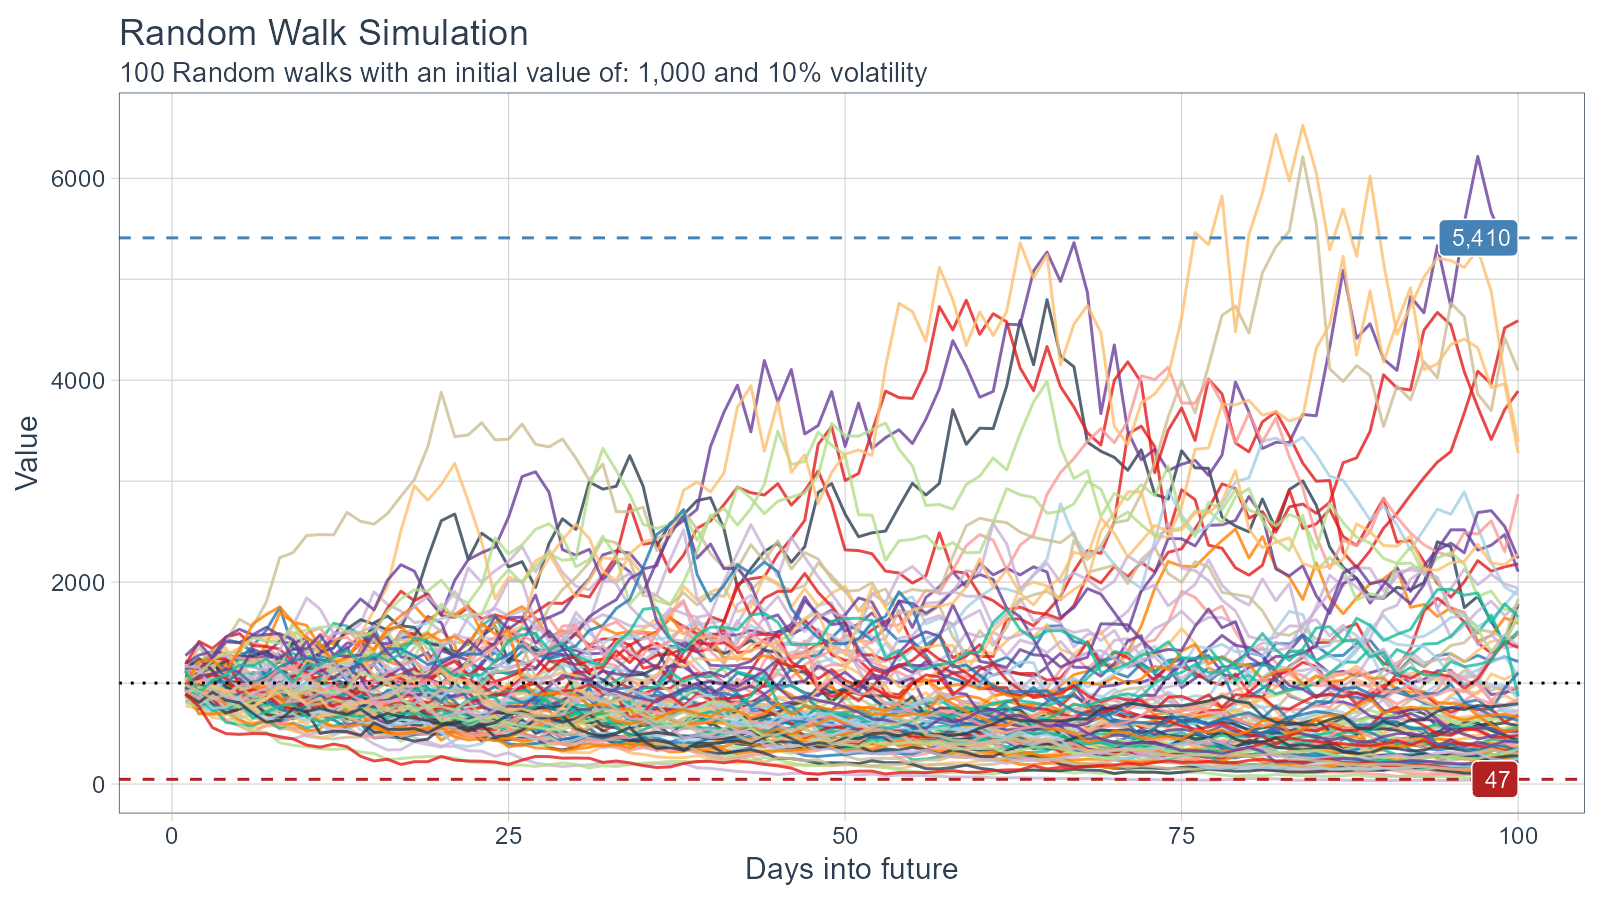 Random Walk Simulation
100 Random walks with an initial value of: 1,000 and 10% volatility
6000
4000
2000
0
Value
5,410
47
0 25 50 75 100
Days into future